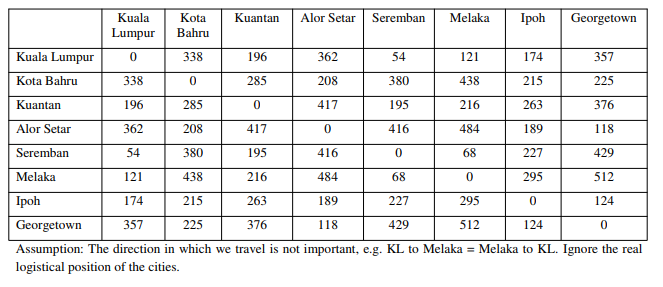 Kuala Lumpur Kota Bahru Kuantan Alor Setar Seremban Melaka Ipoh Georgetown
Kuala Lumpur 0 338 196 362 54 121 174 357
Kota Bahru 338 0 285 208 380 438 215 225
Kuantan 196 285 0 417 195 216 263 376
Alor Setar 362 208 417 0 416 484 189 118
Seremban 54 380 195 416 0 68 227 429
Melaka 121 438 216 484 68 0 295 512
Ipoh 174 215 263 189 227 295 0 124
Georgetown 357 225 376 118 429 512 124 0
Assumption: The direction in which we travel is not important, e.g. KL to Melaka = Melaka to KL. Ignore the real
logistical position of the cities.